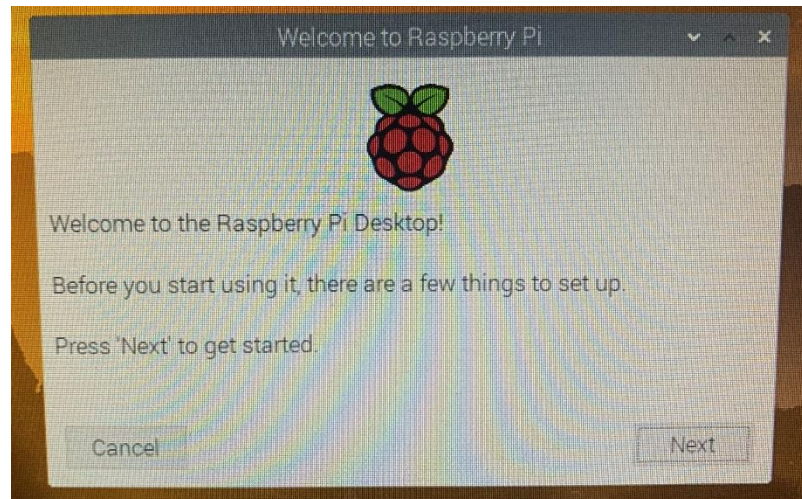 Welcome to Raspberry Pi
Welcome to the Raspberry Pi Desktop!
Before you start using it, there are a few things to set up.
Press 'Next' to get started.
Cancel
Next